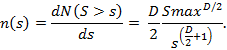 n(s) = dN(S > s)/ds = D/2 Smax^{D/2}/s^{(D/2+1)}.